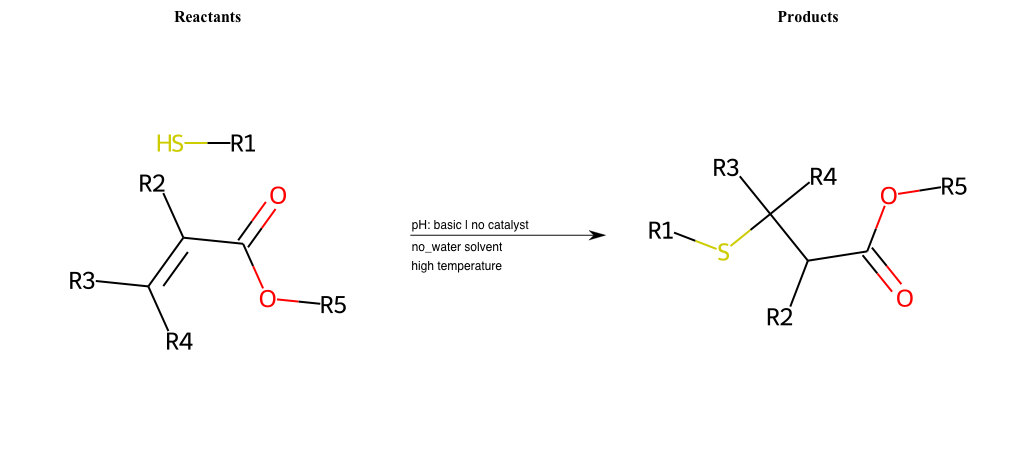 Reactants
Products
HS R1
R2
O
R3
O
R5
R4
pH: basic | no catalyst
no_water solvent
high temperature
R3
R4
O
R5
R1
S
R2
O